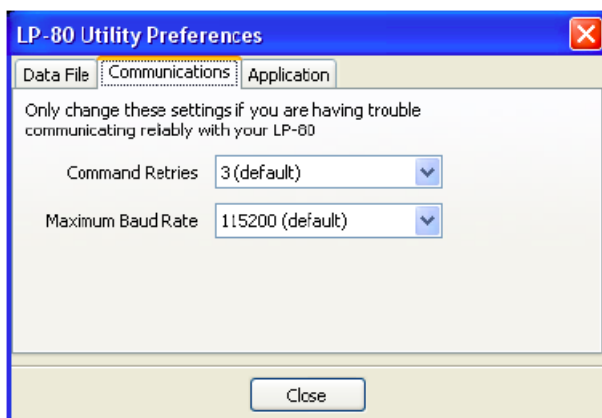 LP-80 Utility Preferences
Data File Communications Application
Only change these settings if you are having trouble
communicating reliably with your LP-80
Command Retries 3 (default)
Maximum Baud Rate 115200 (default)
Close